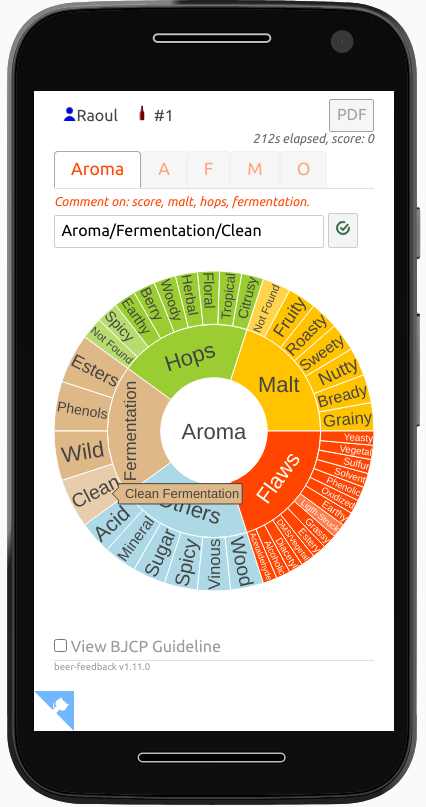 Raoul #1 PDF
212s elapsed, score: 0
Aroma A F M O
Comment on: score, malt, hops, fermentation.
Aroma/Fermentation/Clean
Aroma
Hops
Not Found
Spicy
Earthy
Berry
Woody
Herbal
Floral
Tropical
Citrusy
Malt
Not Found
Fruity
Roasty
Sweety
Nutty
Bready
Grainy
Flaws
Yeasty
Vegetal
Sulfur
Solvent
Phenolic
Oxidized
Earthy
Ligth-Struck
Grassy
Estery
DMS/Vegetal
Diacetyl
Alcoholic
Acetaldehyde
Others
Wood
Vinous
Spicy
Sugar
Mineral
Acid
Fermentation
Clean
Wild
Phenols
Esters
Clean Fermentation
View BJCP Guideline
beer-feedback v1.11.0